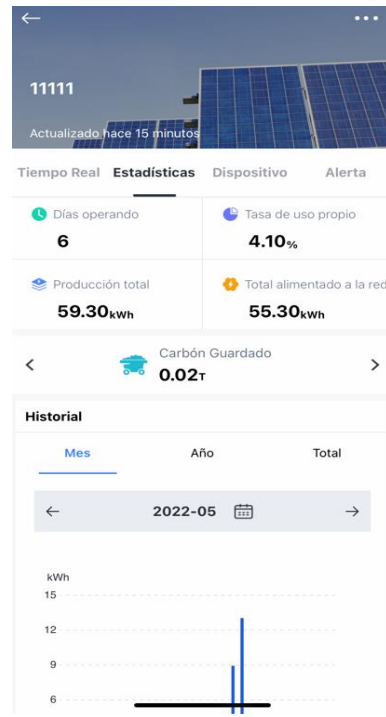 11111
Actualizado hace 15 minutos
Tiempo Real Estadísticas Dispositivo Alerta
Días operando
6
Tasa de uso propio
4.10%
Producción total
59.30kWh
Total alimentado a la red
55.30kWh
Carbón Guardado
0.02T
Historial
Mes Año Total
2022-05
kWh
15
12
9
6